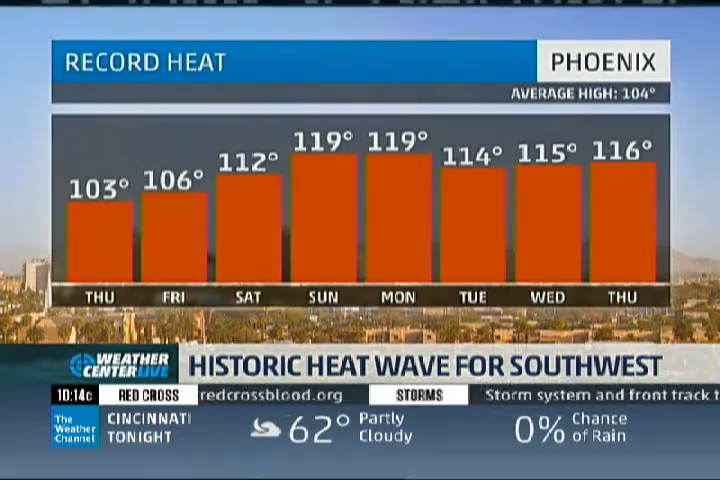 RECORD HEAT
PHOENIX
AVERAGE HIGH: 104°
103° 106° 112° 119° 119° 114° 115° 116°
THU FRI SAT SUN MON TUE WED THU
WEATHER
CENTER LIVE
HISTORIC HEAT WAVE FOR SOUTHWEST
10:14c RED CROSS redcrossblood.org STORMS Storm system and front track t
The
Weather
Channel
CINCINNATI
TONIGHT
62°
Partly
Cloudy
0%
Chance
of Rain